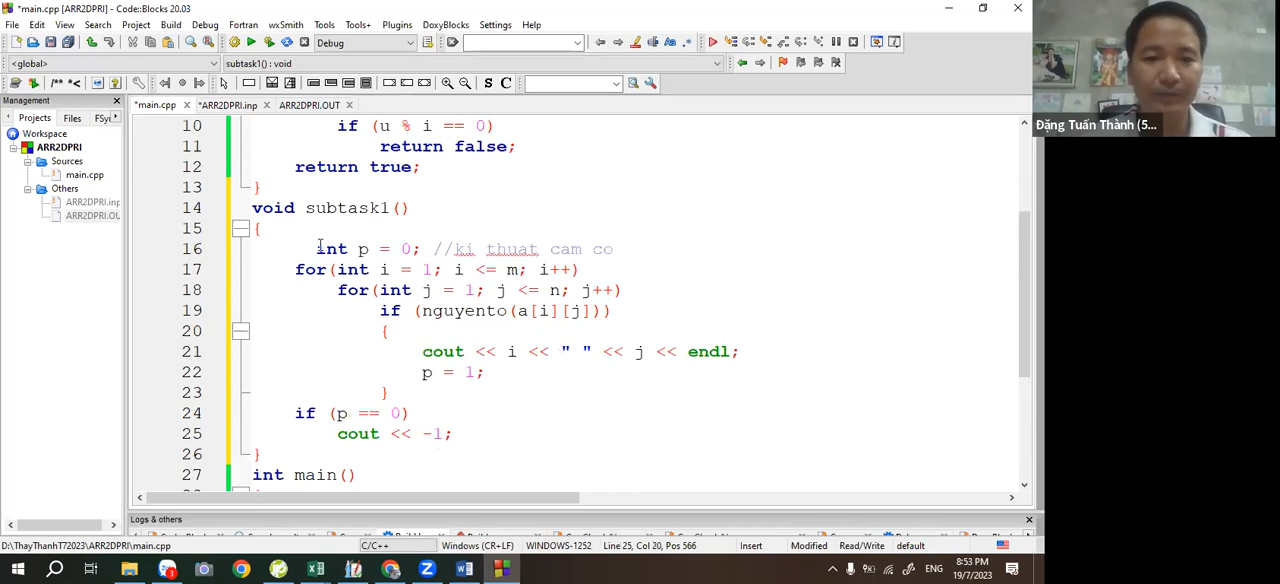 *main.cpp [ARR2DPRI] - Code::Blocks 20.03
File Edit View Search Project Build Debug Fortran wxSmith Tools Tools+ Plugins DoxyBlocks Settings Help
Debug
<global> subtask1() : void
S C
Management
*main.cpp *ARR2DPRI.inp ARR2DPRI.OUT
Projects Files FSy
Workspace
ARR2DPRI
Sources
main.cpp
Others
ARR2DPRI.inp
ARR2DPRI.OU
10 if (u % i == 0)
11 return false;
12 return true;
13 }
14 void subtask1()
15 {
16 int p = 0; //ki thuat cam co
17 for(int i = 1; i <= m; i++)
18 for(int j = 1; j <= n; j++)
19 if (nguyento(a[i][j]))
20 {
21 cout << i << " " << j << endl;
22 p = 1;
23 }
24 if (p == 0)
25 cout << -1;
26 }
27 int main()
Logs & others
D:\ThayThanhT72023\ARR2DPRI\main.cpp C/C++ Windows (CR+LF) WINDOWS-1252 Line 25, Col 20, Pos 566 Insert Modified Read/Write default
ENG
8:53 PM
19/7/2023
Đặng Tuấn Thành (5...